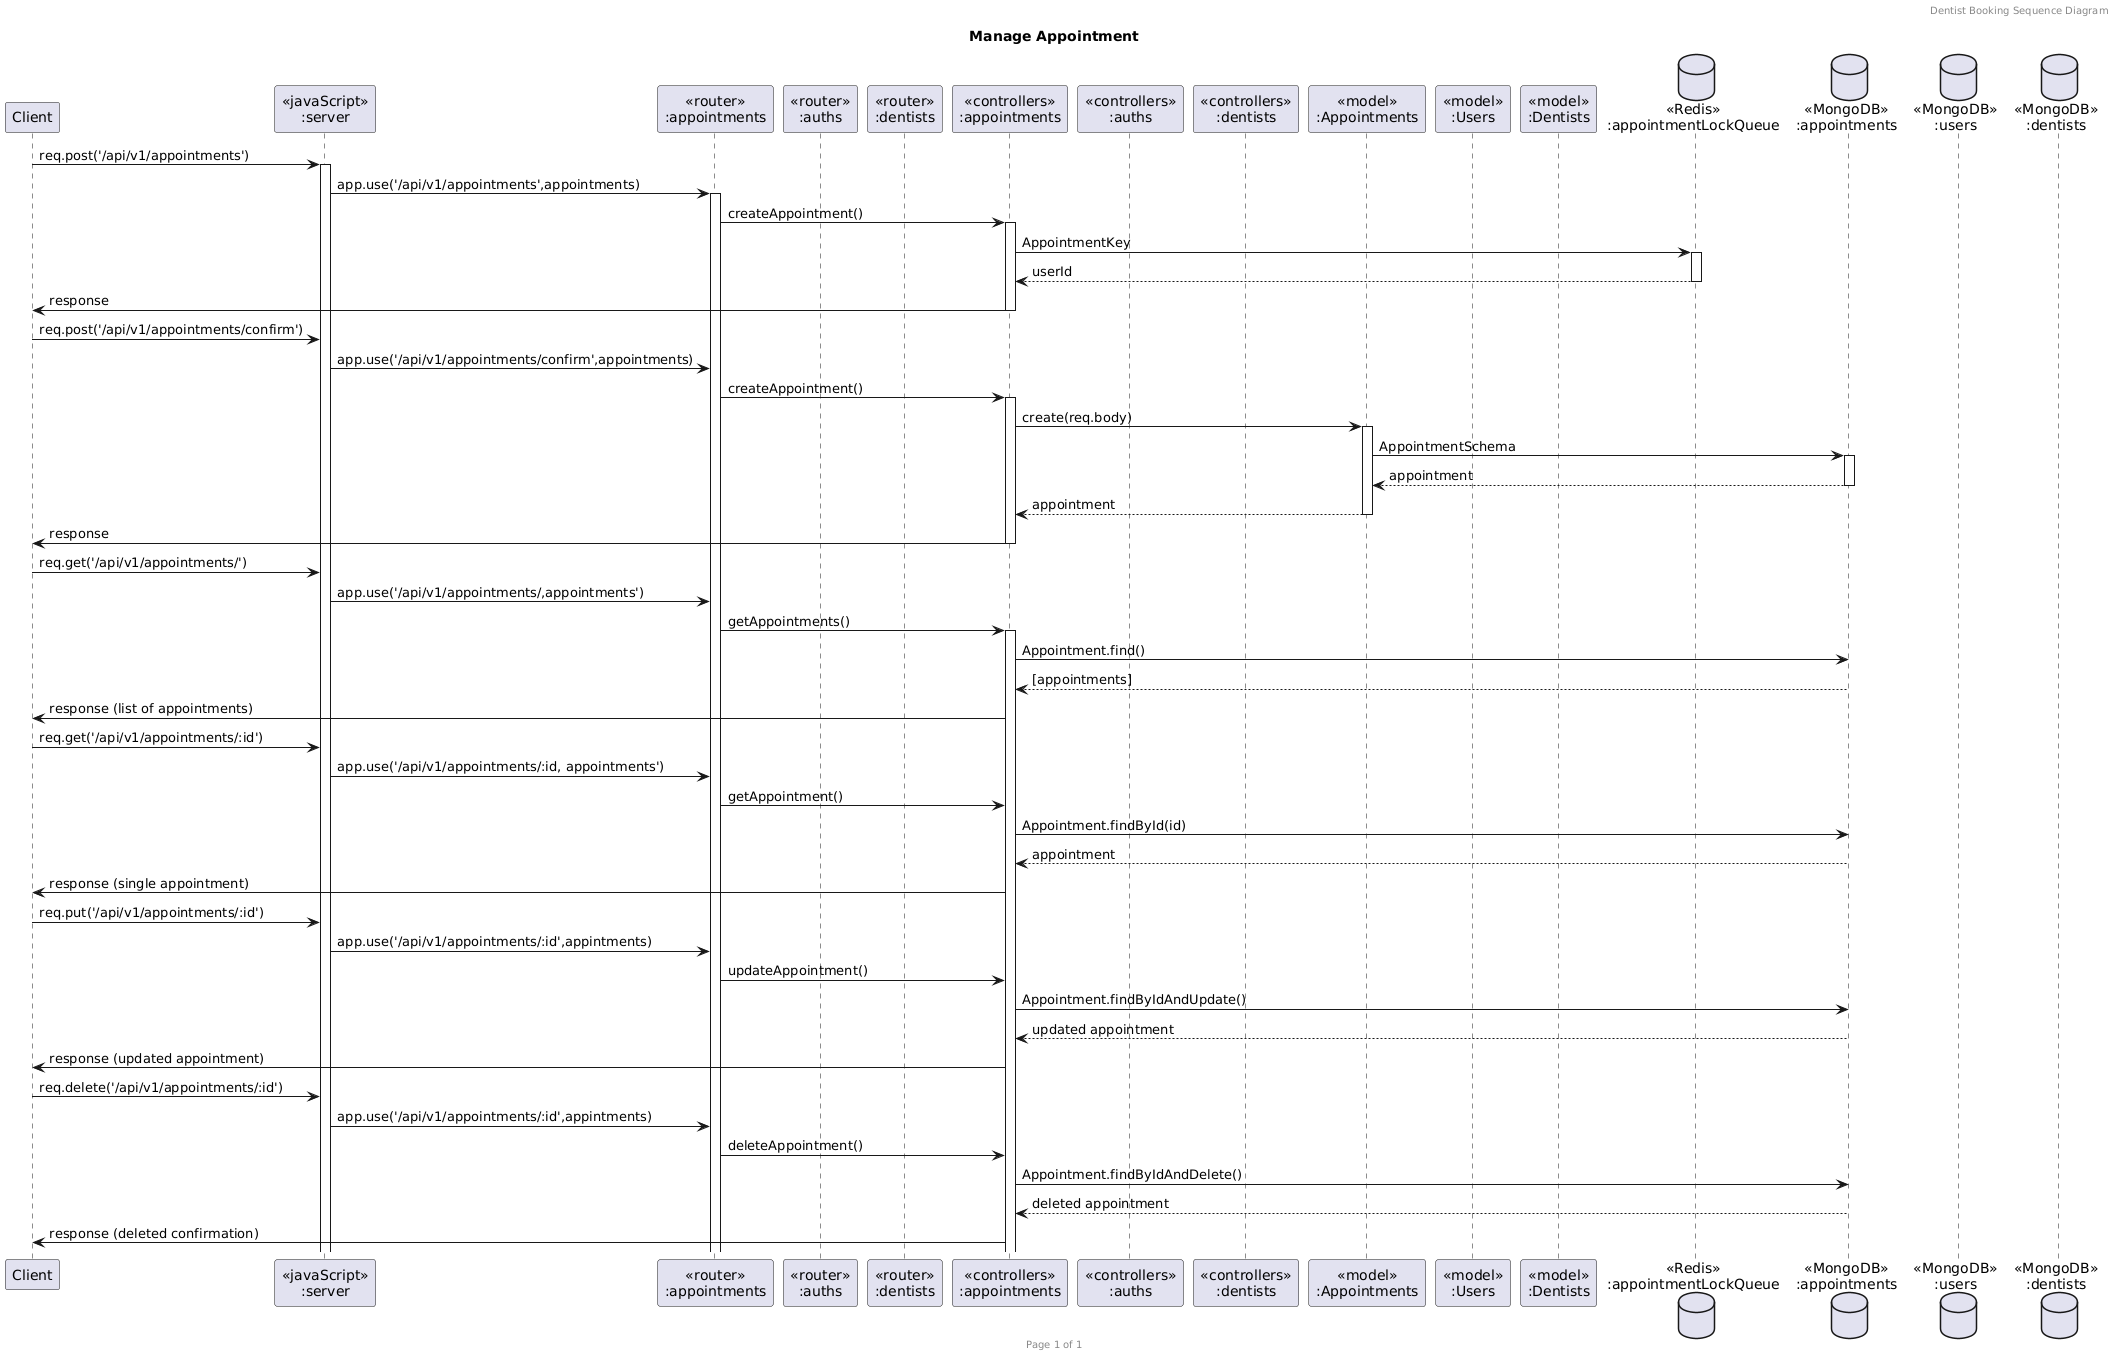 Dentist Booking Sequence Diagram
Manage Appointment
Client
«javaScript»
:server
«router»
:appointments
«router»
:auths
«router»
:dentists
«controllers»
:appointments
«controllers»
:auths
«controllers»
:dentists
«model»
:Appointments
«model»
:Users
«model»
:Dentists
«Redis»
:appointmentLockQueue
«MongoDB»
:appointments
«MongoDB»
:users
«MongoDB»
:dentists
req.post('/api/v1/appointments')
app.use('/api/v1/appointments',appointments)
createAppointment()
AppointmentKey
userId
response
req.post('/api/v1/appointments/confirm')
app.use('/api/v1/appointments/confirm',appointments)
createAppointment()
create(req.body)
AppointmentSchema
appointment
appointment
response
req.get('/api/v1/appointments/')
app.use('/api/v1/appointments/,appointments')
getAppointments()
Appointment.find()
[appointments]
response (list of appointments)
req.get('/api/v1/appointments/:id')
app.use('/api/v1/appointments/:id, appointments')
getAppointment()
Appointment.findById(id)
appointment
response (single appointment)
req.put('/api/v1/appointments/:id')
app.use('/api/v1/appointments/:id',appintments)
updateAppointment()
Appointment.findByIdAndUpdate()
updated appointment
response (updated appointment)
req.delete('/api/v1/appointments/:id')
app.use('/api/v1/appointments/:id',appintments)
deleteAppointment()
Appointment.findByIdAndDelete()
deleted appointment
response (deleted confirmation)
Client
«javaScript»
:server
«router»
:appointments
«router»
:auths
«router»
:dentists
«controllers»
:appointments
«controllers»
:auths
«controllers»
:dentists
«model»
:Appointments
«model»
:Users
«model»
:Dentists
«Redis»
:appointmentLockQueue
«MongoDB»
:appointments
«MongoDB»
:users
«MongoDB»
:dentists
Page 1 of 1